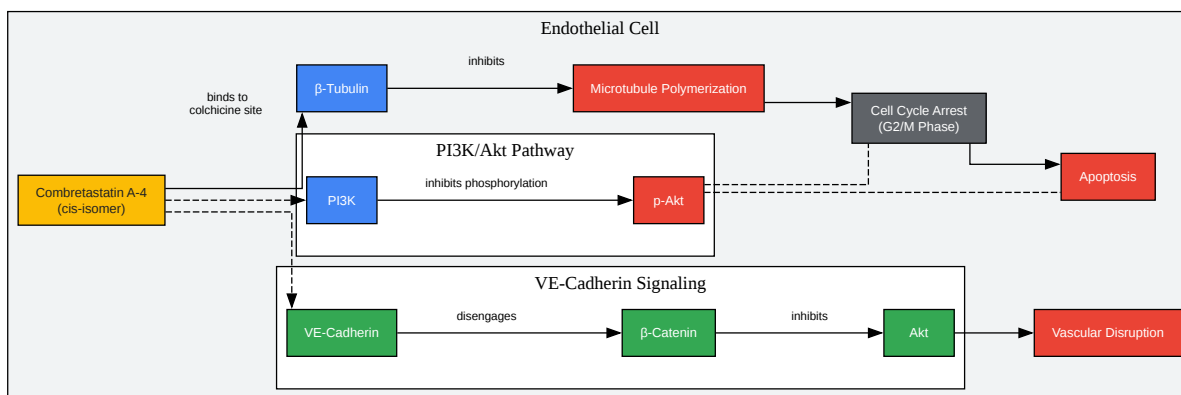 Endothelial Cell
inhibits
β-Tubulin
Microtubule Polymerization
binds to
colchicine site
Cell Cycle Arrest
(G2/M Phase)
PI3K/Akt Pathway
Combretastatin A-4
(cis-isomer)
PI3K
inhibits phosphorylation
p-Akt
Apoptosis
VE-Cadherin Signaling
VE-Cadherin
disengages
β-Catenin
inhibits
Akt
Vascular Disruption